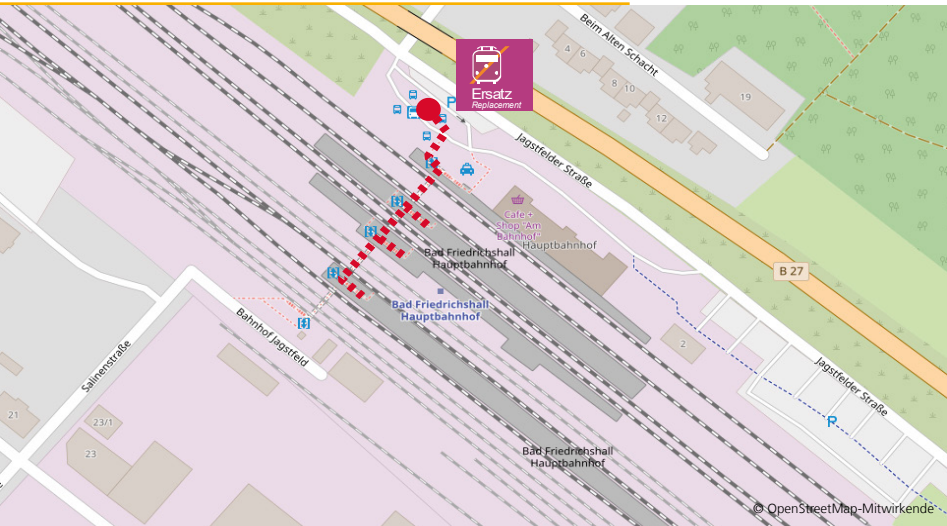 Beim Alten Schacht
4
6
8
10
12
19
Ersatz
Replacement
P
Jagstfelder Straße
Cafe +
Shop "Am
Bahnhof"
Hauptbahnhof
Bad Friedrichshall
Hauptbahnhof
B 27
Bad Friedrichshall
Hauptbahnhof
Bahnhof Jagstfeld
Salinenstraße
2
Jagstfelder Straße
P
21
23/1
23
Bad Friedrichshall
Hauptbahnhof
© OpenStreetMap-Mitwirkende